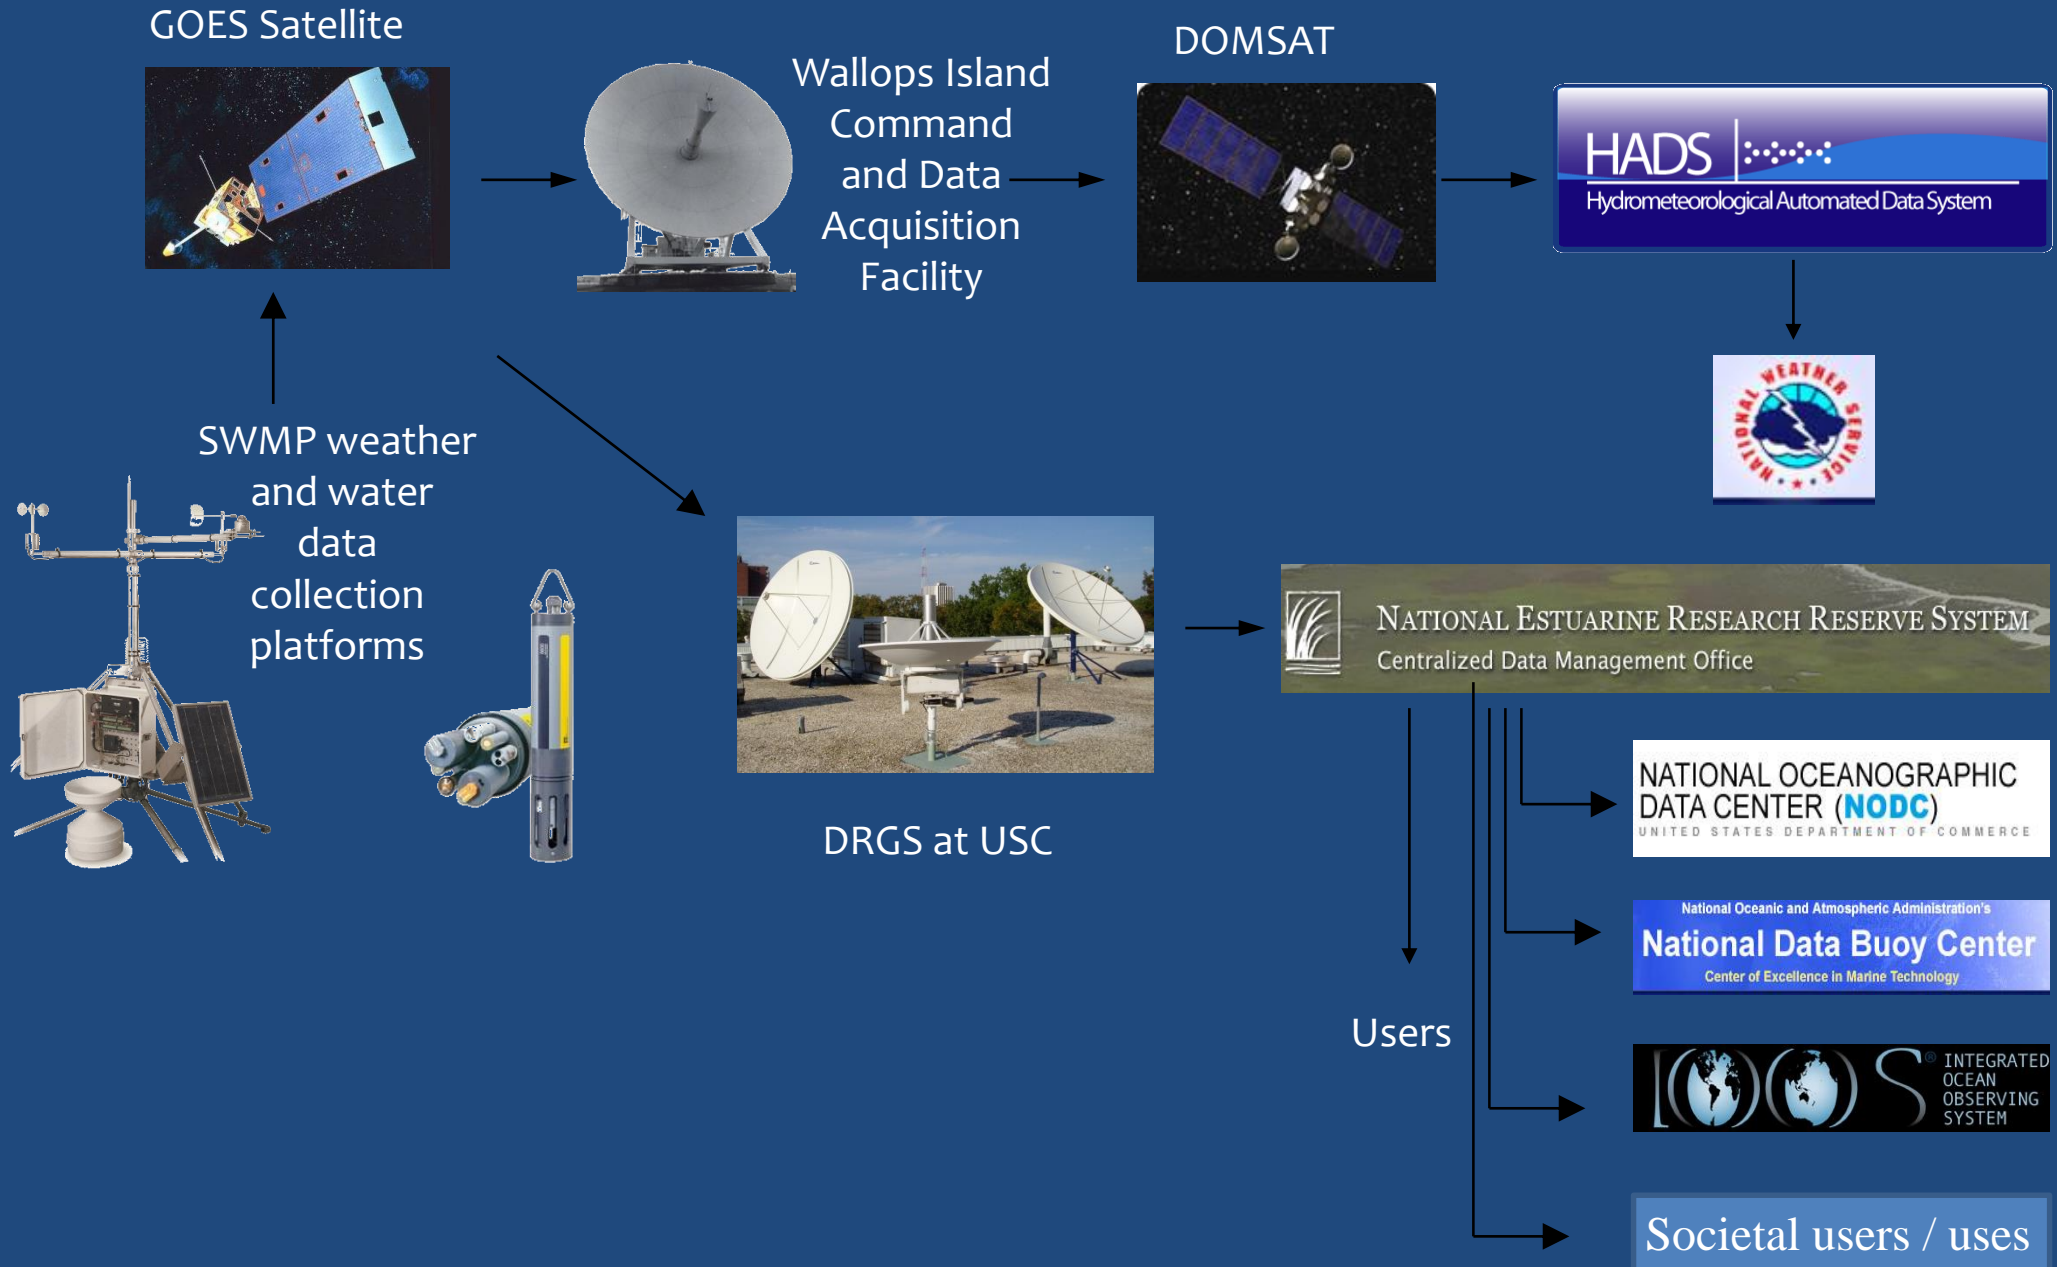 GOES Satellite
Wallops Island
Command
and Data
Acquisition
Facility
DOMSAT
HADS
Hydrometeorological Automated Data System
NATIONAL WEATHER SERVICE
SWMP weather
and water
data
collection
platforms
DRGS at USC
NATIONAL ESTUARINE RESEARCH RESERVE SYSTEM
Centralized Data Management Office
NATIONAL OCEANOGRAPHIC
DATA CENTER (NODC)
UNITED STATES DEPARTMENT OF COMMERCE
National Oceanic and Atmospheric Administration's
National Data Buoy Center
Center of Excellence in Marine Technology
Users
IOOS®
INTEGRATED
OCEAN
OBSERVING
SYSTEM
Societal users / uses